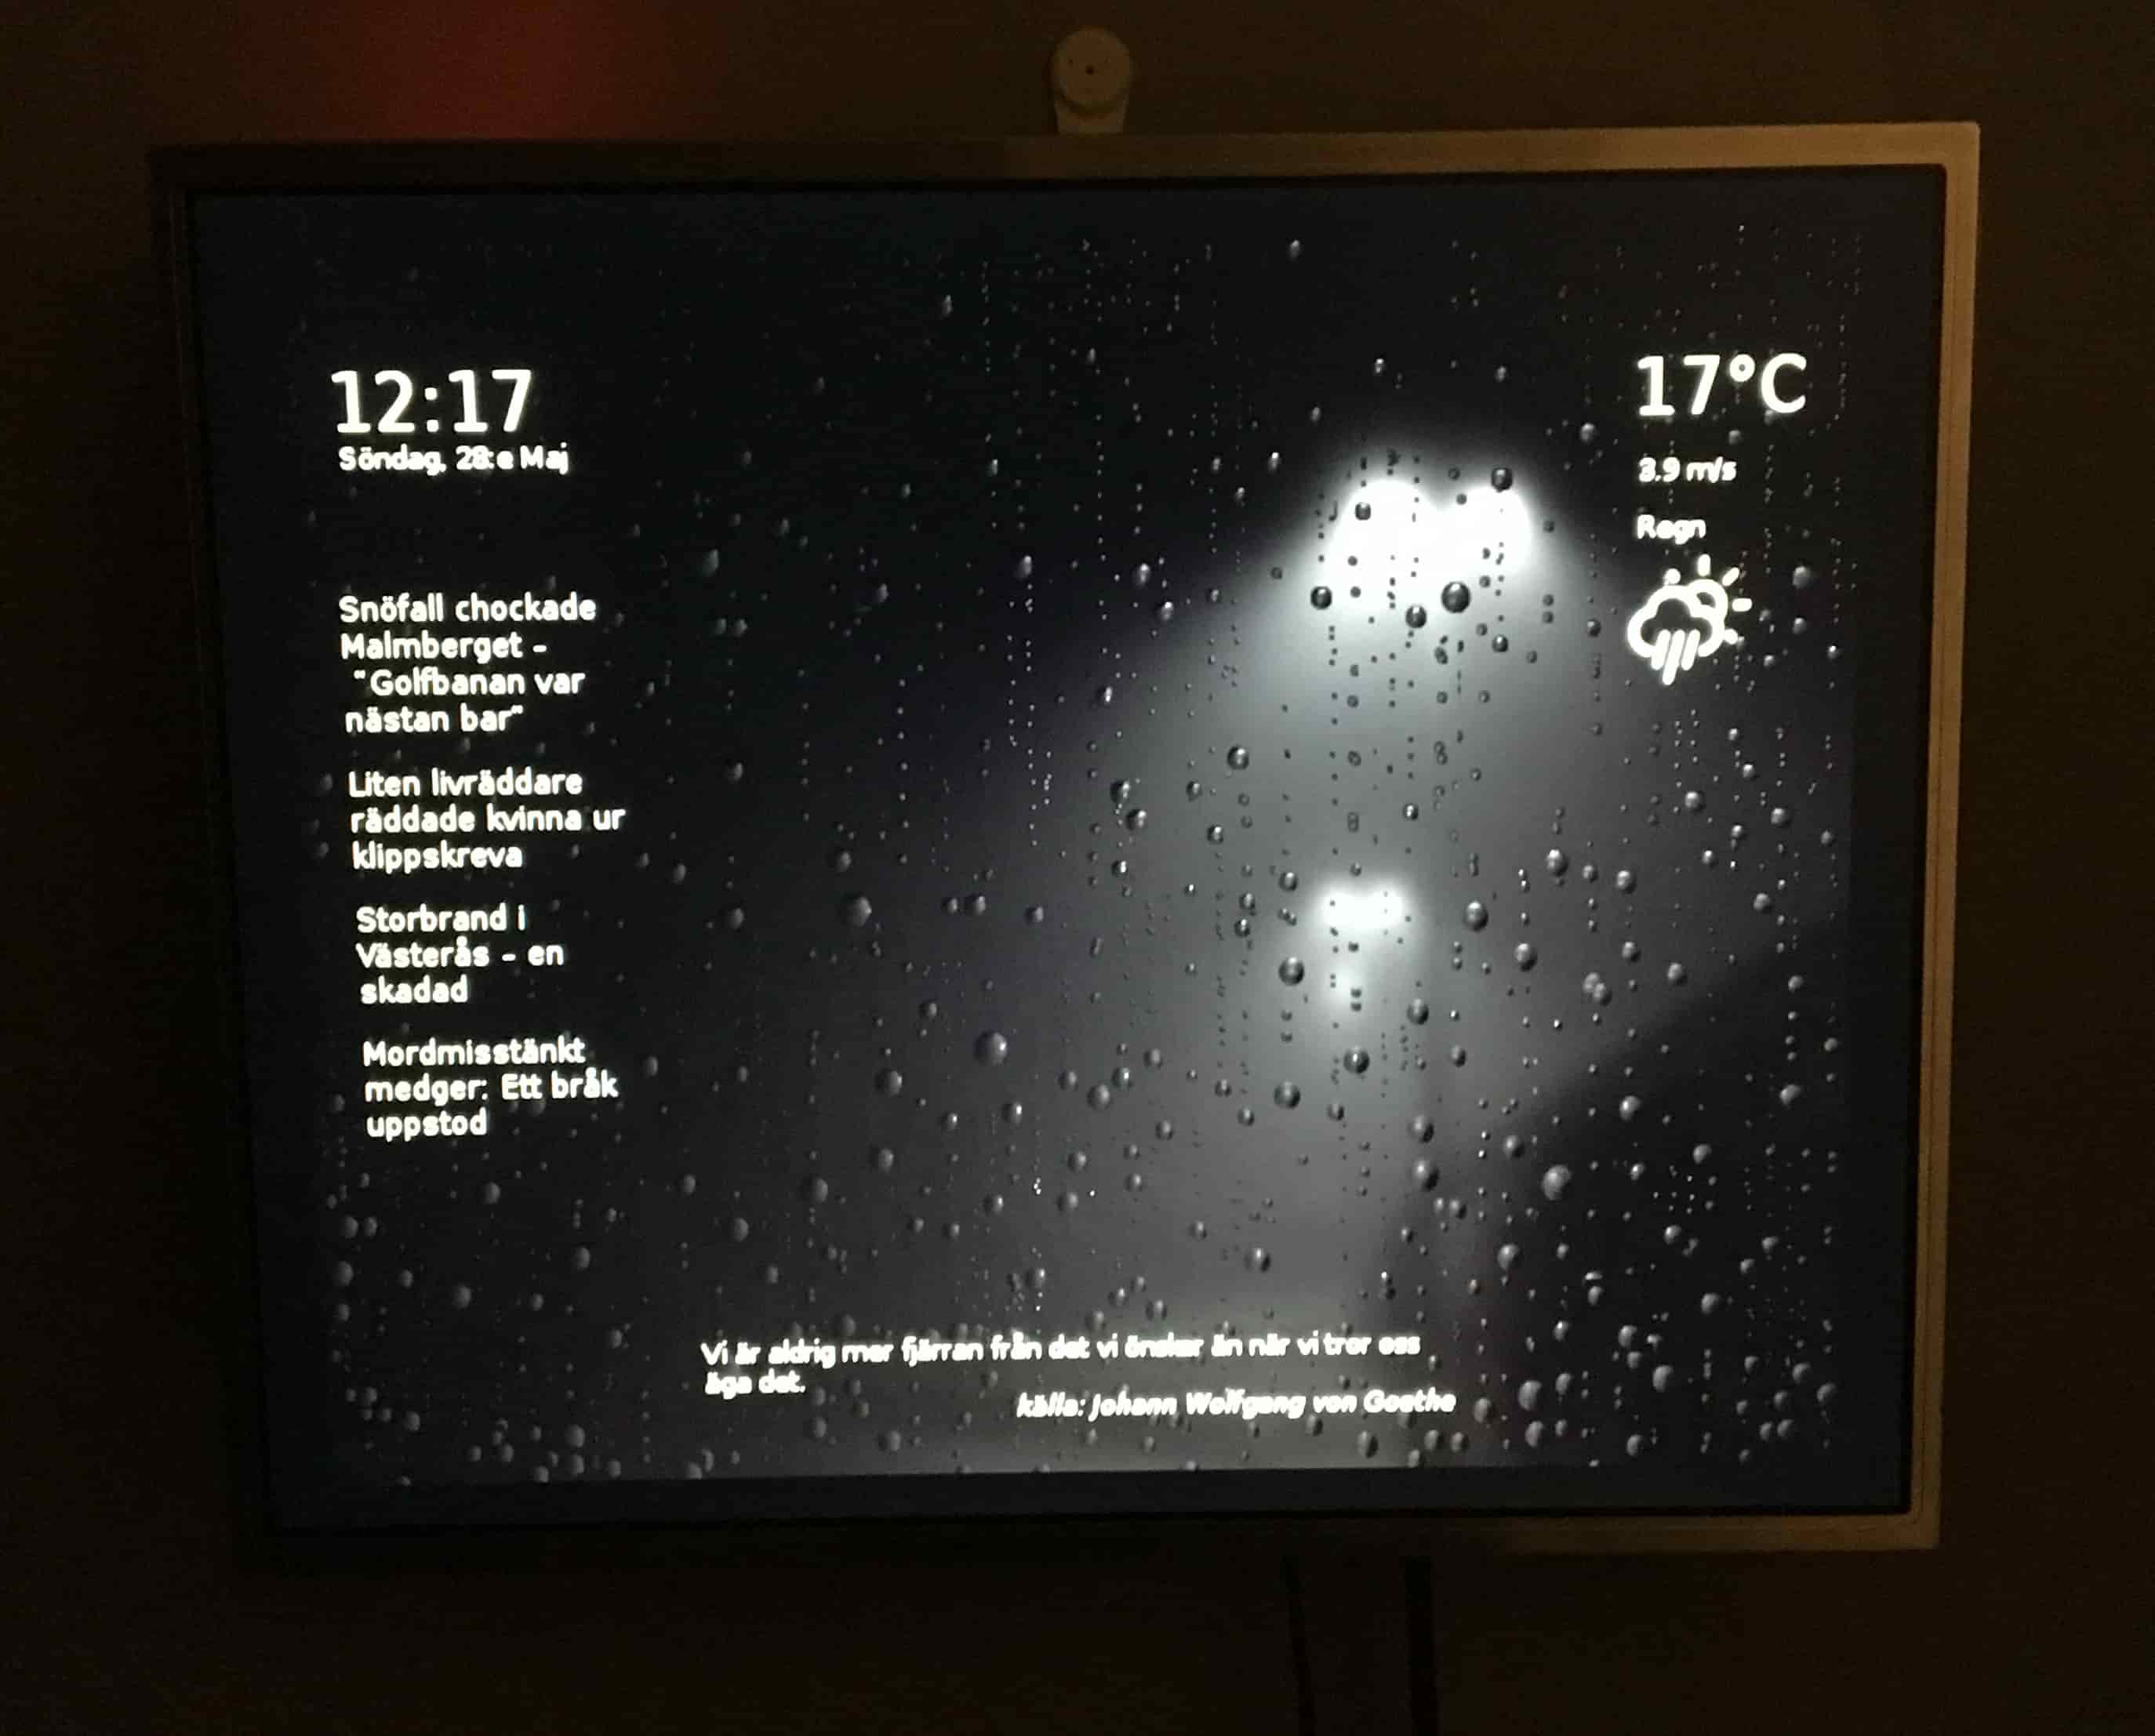 12:17
Söndag, 28:e Maj
17°C
3.9 m/s
Regn
Snöfall chockade
Malmberget -
"Golfbanan var
nästan bar"
Liten livräddare
räddade kvinna ur
klippskreva
Storbrand i
Västerås - en
skadad
Mordmisstänkt
medger: Ett bråk
uppstod
Vi är aldrig mer fjärran från det vi önskar än när vi tror oss
äga det.
källa: Johann Wolfgang von Goethe